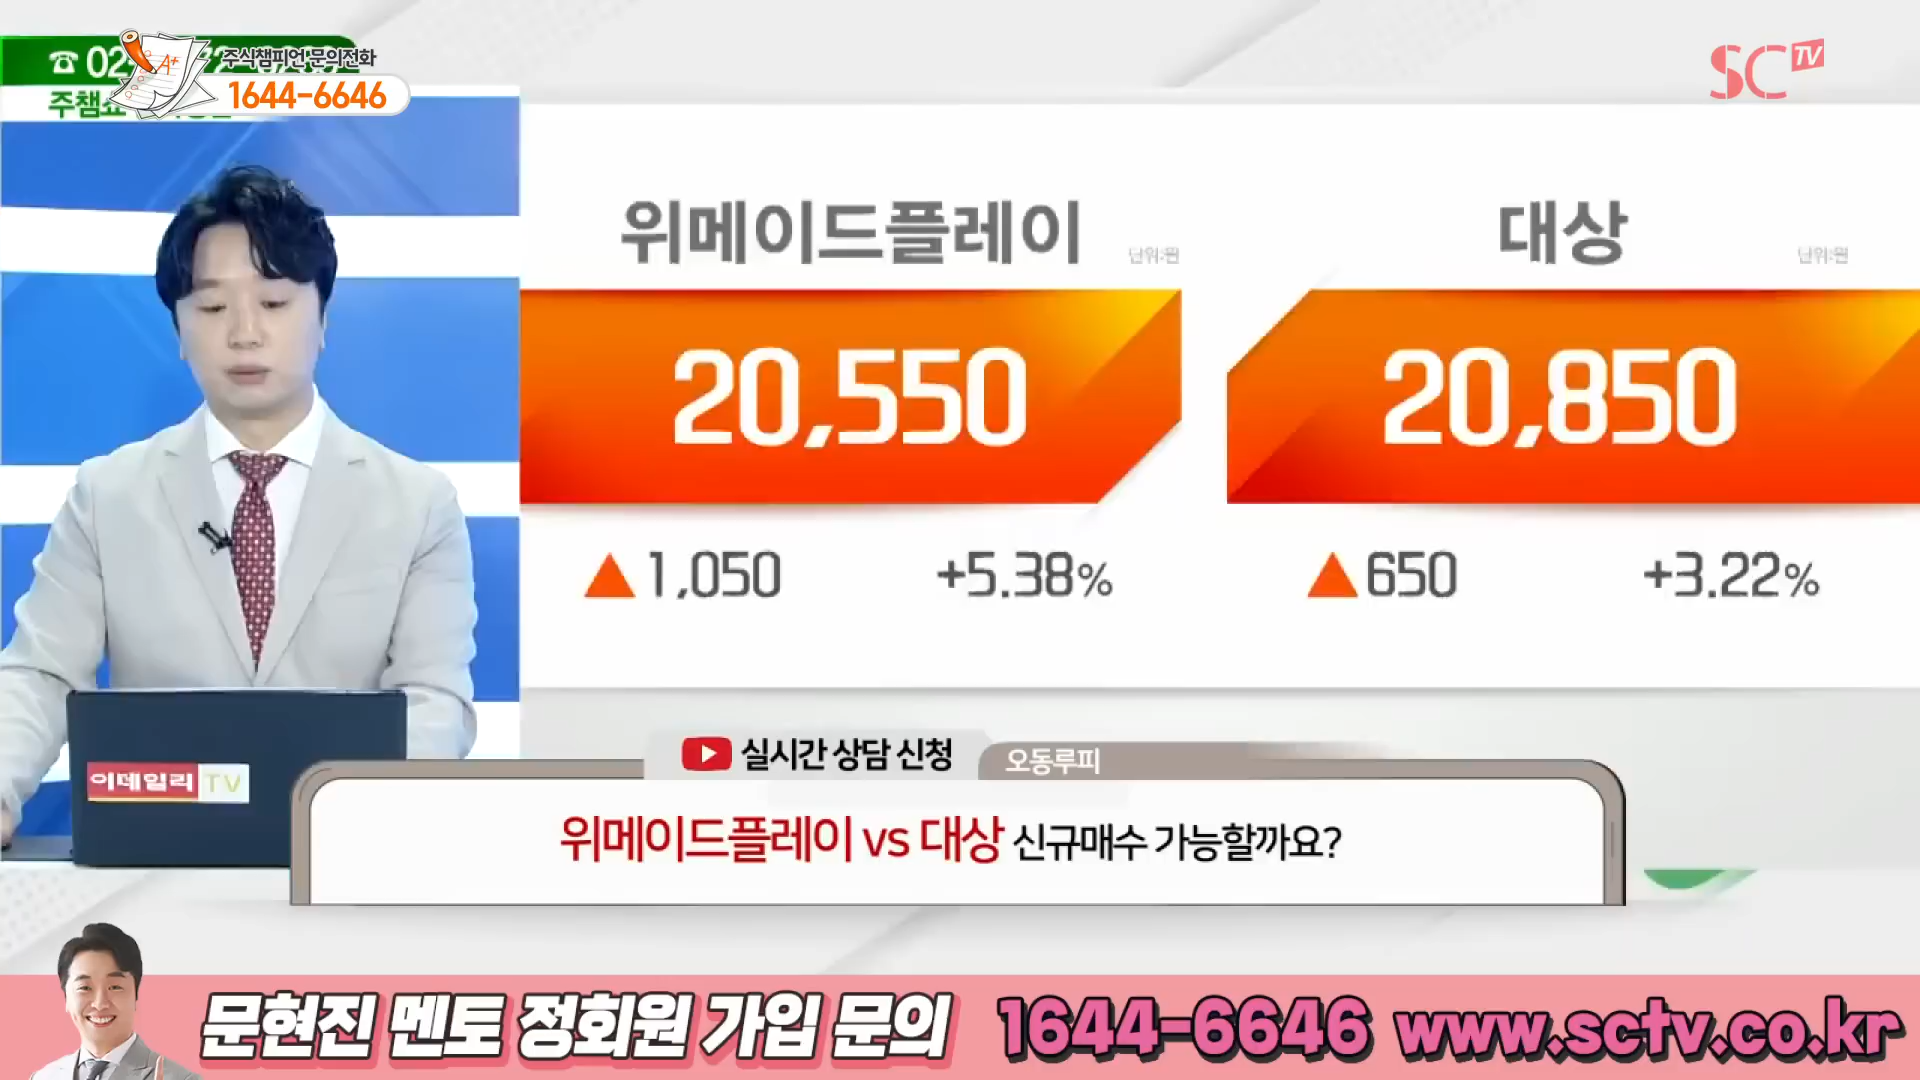 ☎ 02-
주식챔피언 문의전화
1644-6646
주챔쇼
A+
SC TV
위메이드플레이
단위:원
20,550
▲1,050 +5.38%
대상
단위:원
20,850
▲650 +3.22%
이데일리TV
실시간 상담 신청
오동루피
위메이드플레이 vs 대상 신규매수 가능할까요?
문현진 멘토 정회원 가입 문의 1644-6646 www.sctv.co.kr